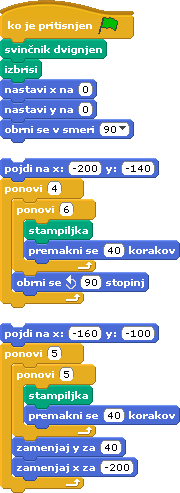 ko je pritisnjen
svinčnik dvignjen
izbrisi
nastavi x na 0
nastavi y na 0
obrni se v smeri 90
pojdi na x: -200 y: -140
ponovi 4
ponovi 6
stampiljka
premakni se 40 korakov
obrni se 90 stopinj
pojdi na x: -160 y: -100
ponovi 5
ponovi 5
stampiljka
premakni se 40 korakov
zamenjaj y za 40
zamenjaj x za -200